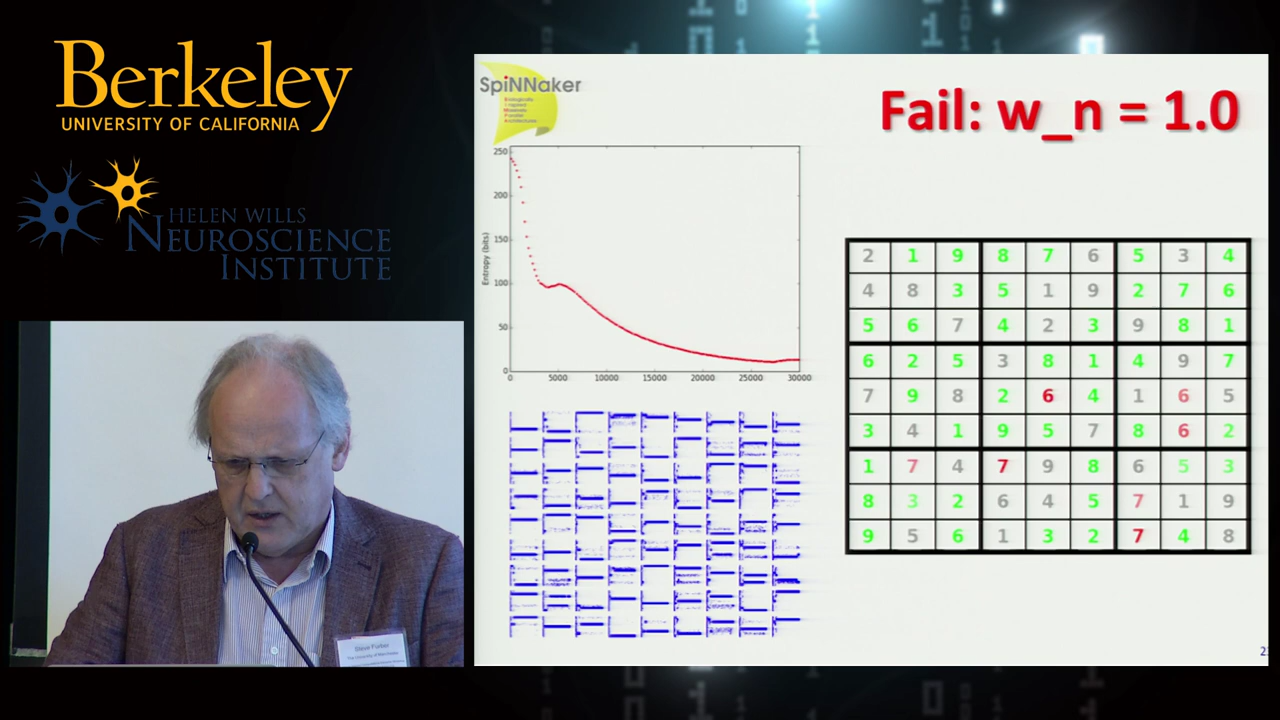 Berkeley
UNIVERSITY OF CALIFORNIA
HELEN WILLS
NEUROSCIENCE
INSTITUTE
SpiNNaker
Fail: w_n = 1.0
250
200
150
100
50
0
Entropy (bits)
0 5000 10000 15000 20000 25000 30000
2 1 9 8 7 6 5 3 4
4 8 3 5 1 9 2 7 6
5 6 7 4 2 3 9 8 1
6 2 5 3 8 1 4 9 7
7 9 8 2 6 4 1 6 5
3 4 1 9 5 7 8 6 2
1 7 4 7 9 8 6 5 3
8 3 2 6 4 5 7 1 9
9 5 6 1 3 2 7 4 8
Steve Furber